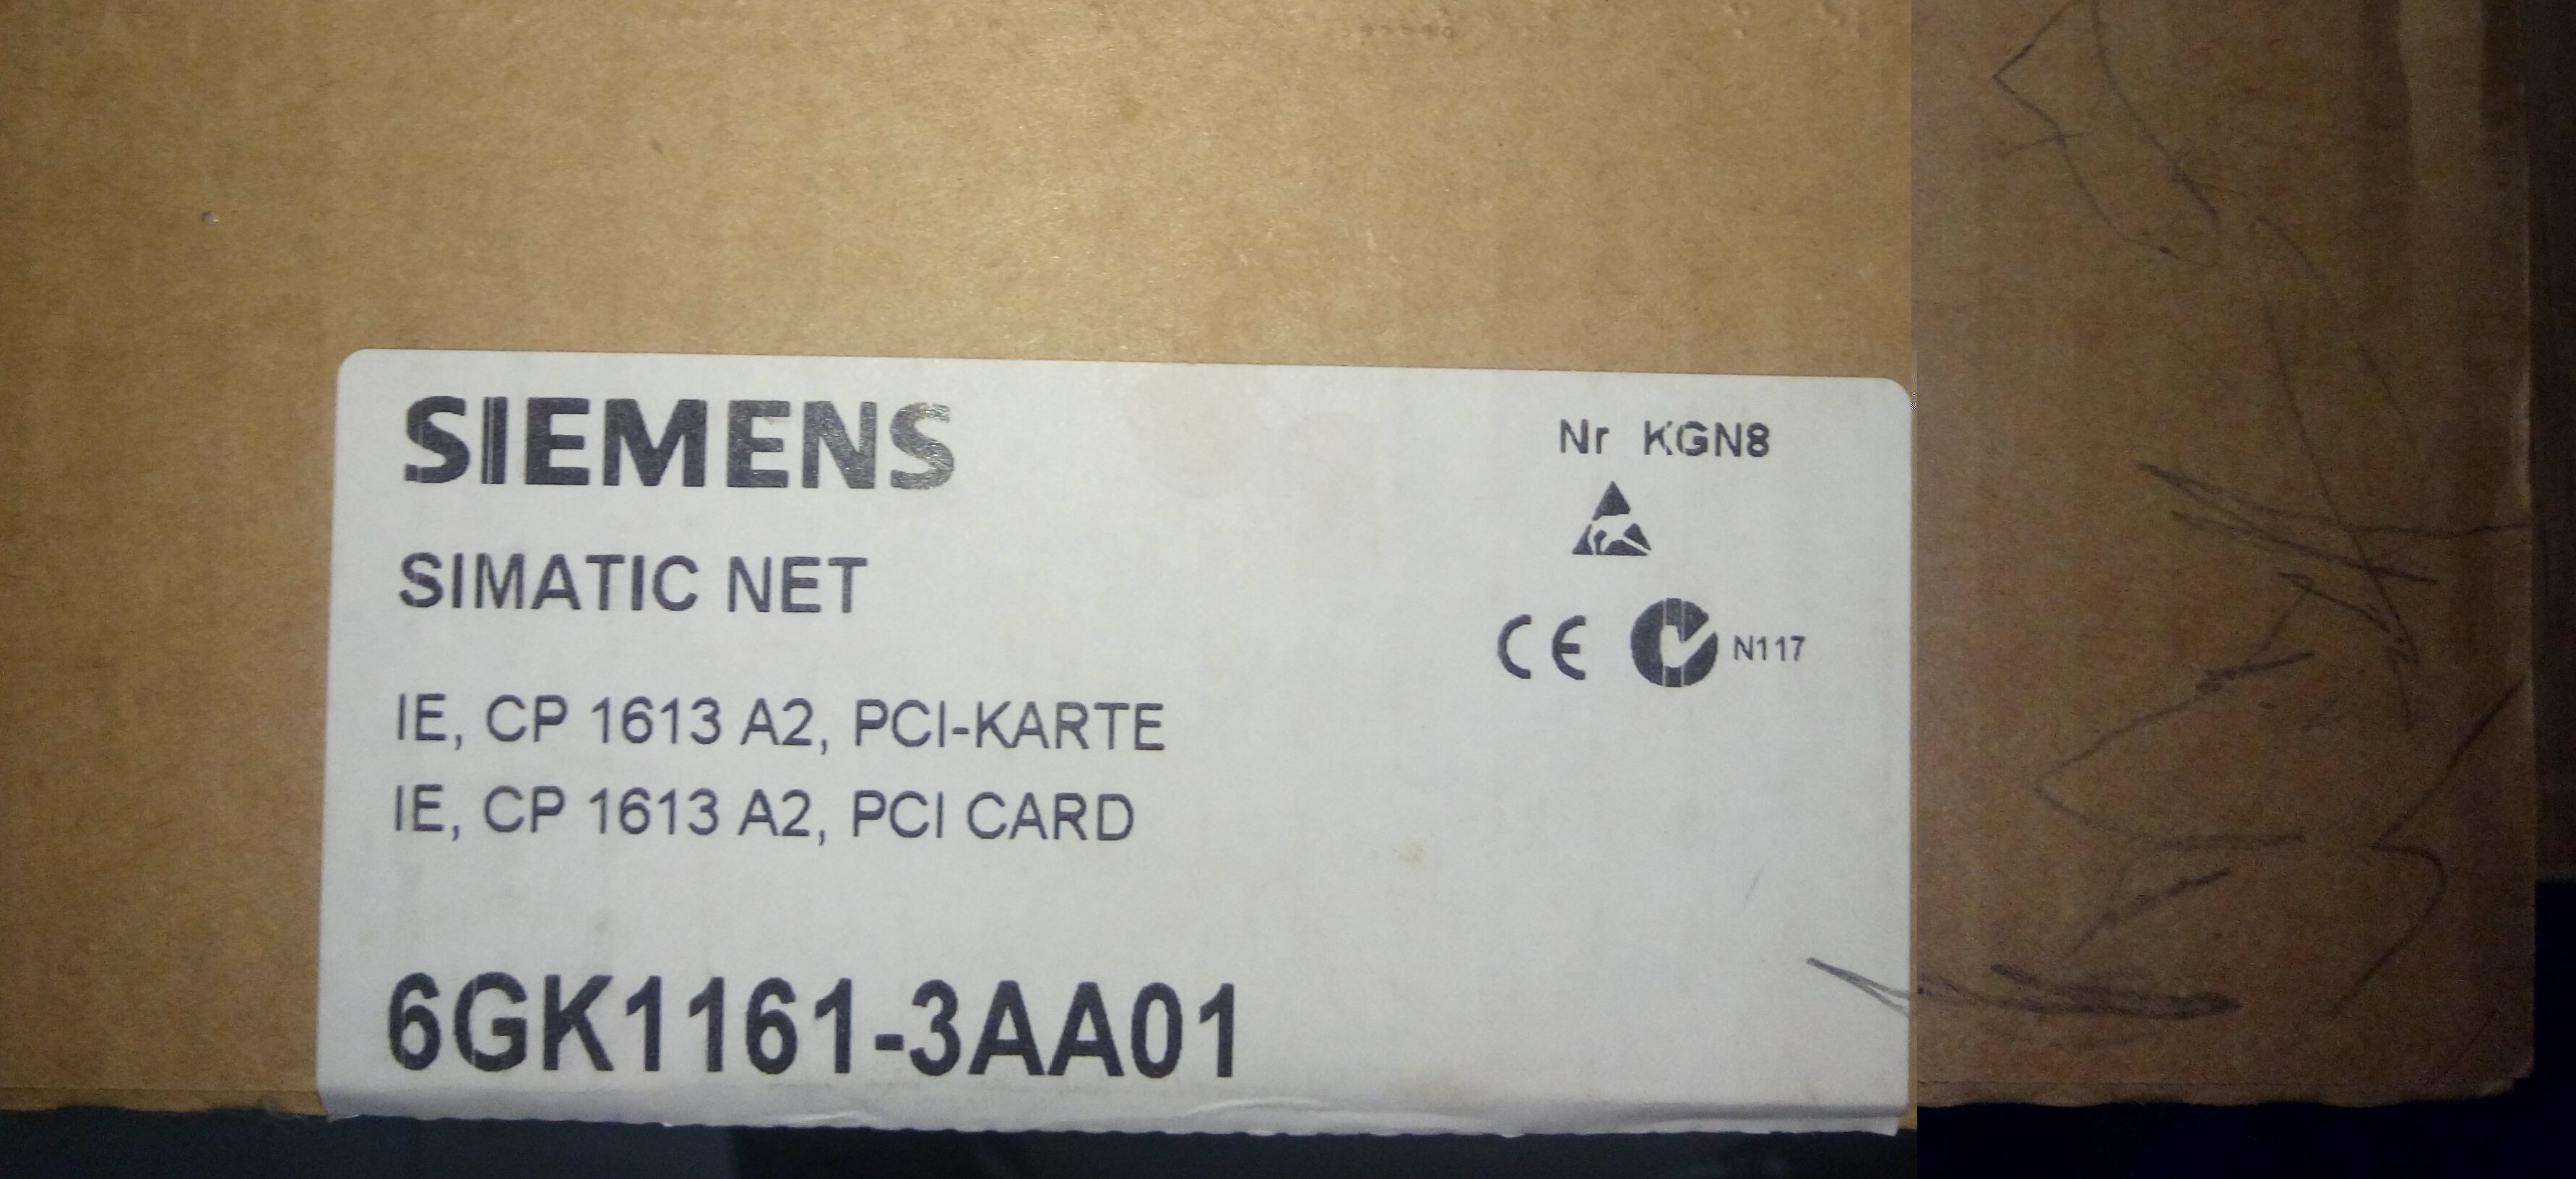 SIEMENS
Nr KGN8
SIMATIC NET
CE N117
IE, CP 1613 A2, PCI-KARTE
IE, CP 1613 A2, PCI CARD
6GK1161-3AA01